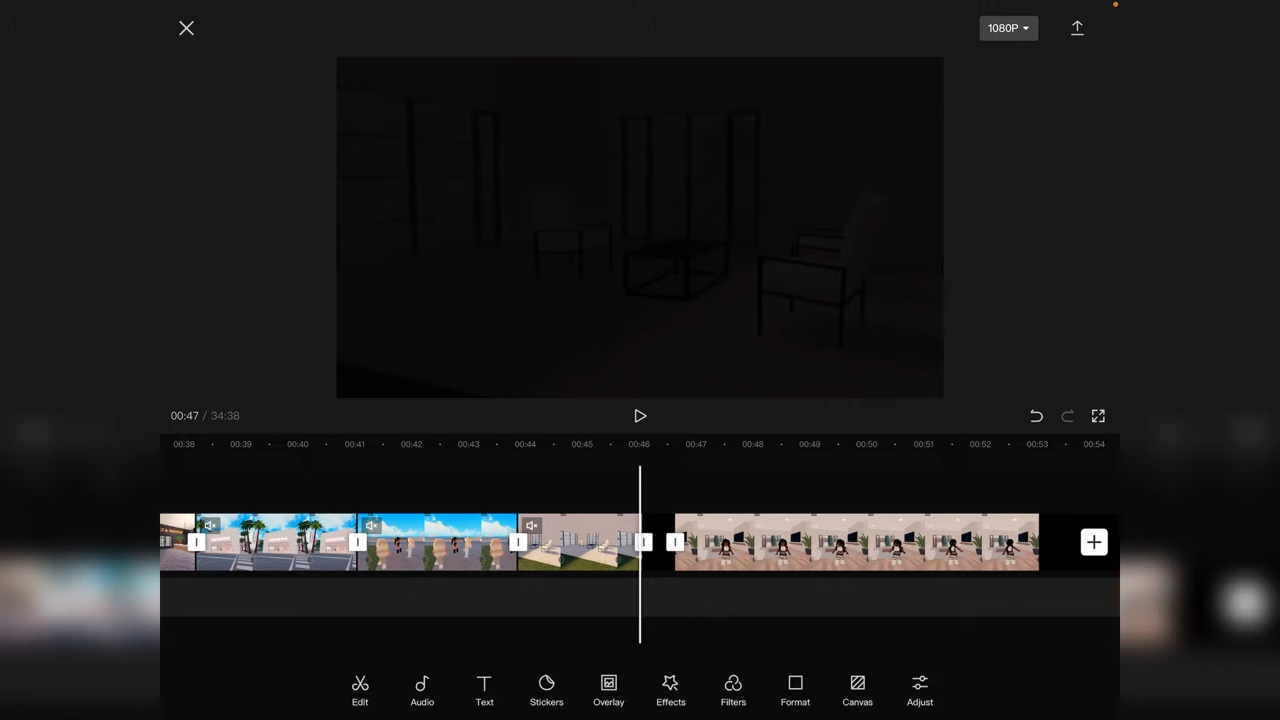 1080P
00:47 / 34:38
00:38 00:39 00:40 00:41 00:42 00:43 00:44 00:45 00:46 00:47 00:48 00:49 00:50 00:51 00:52 00:53 00:54
Edit Audio Text Stickers Overlay Effects Filters Format Canvas Adjust